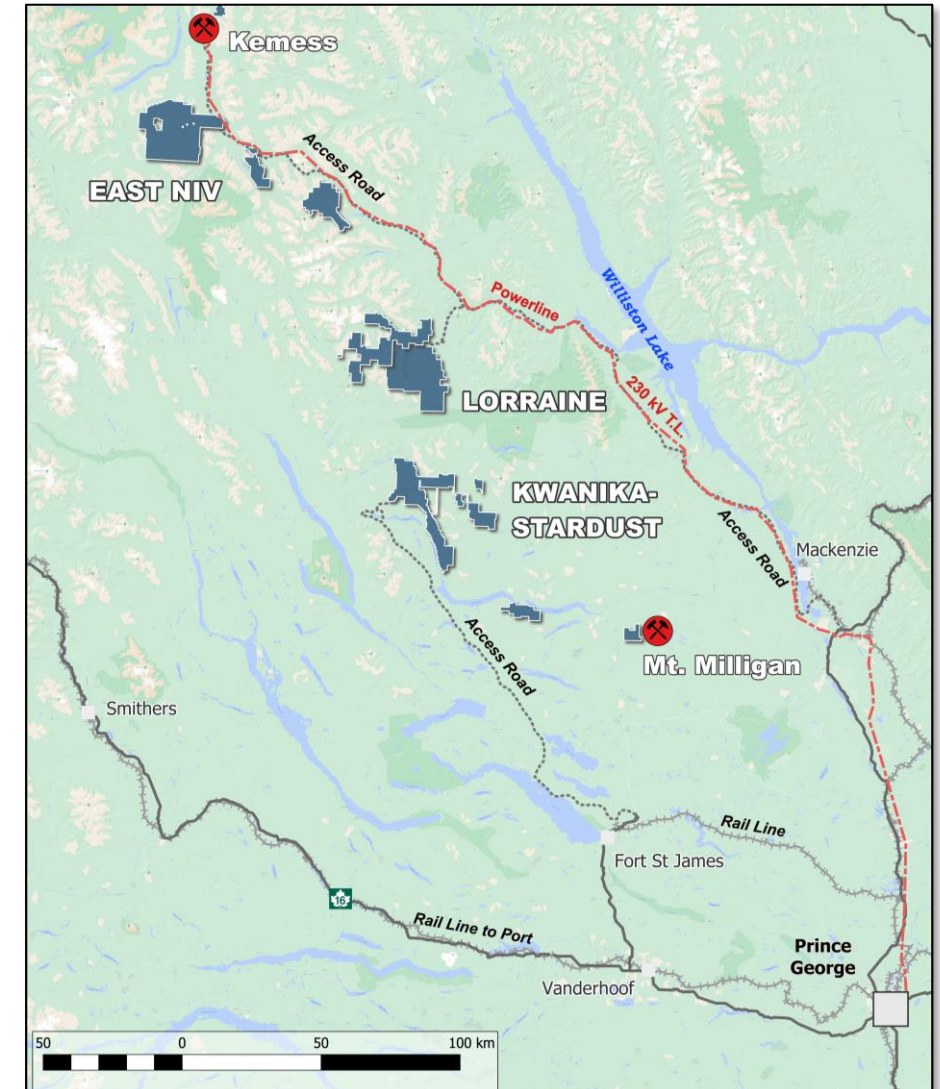 Kemess
Access Road
EAST NIV
Williston Lake
Powerline
230 kV T.L.
LORRAINE
KWANIKA-
STARDUST
Access Road
Mackenzie
Access Road
Mt. Milligan
Smithers
Rail Line
Fort St James
16
Rail Line to Port
Prince
George
Vanderhoof
50 0 50 100 km